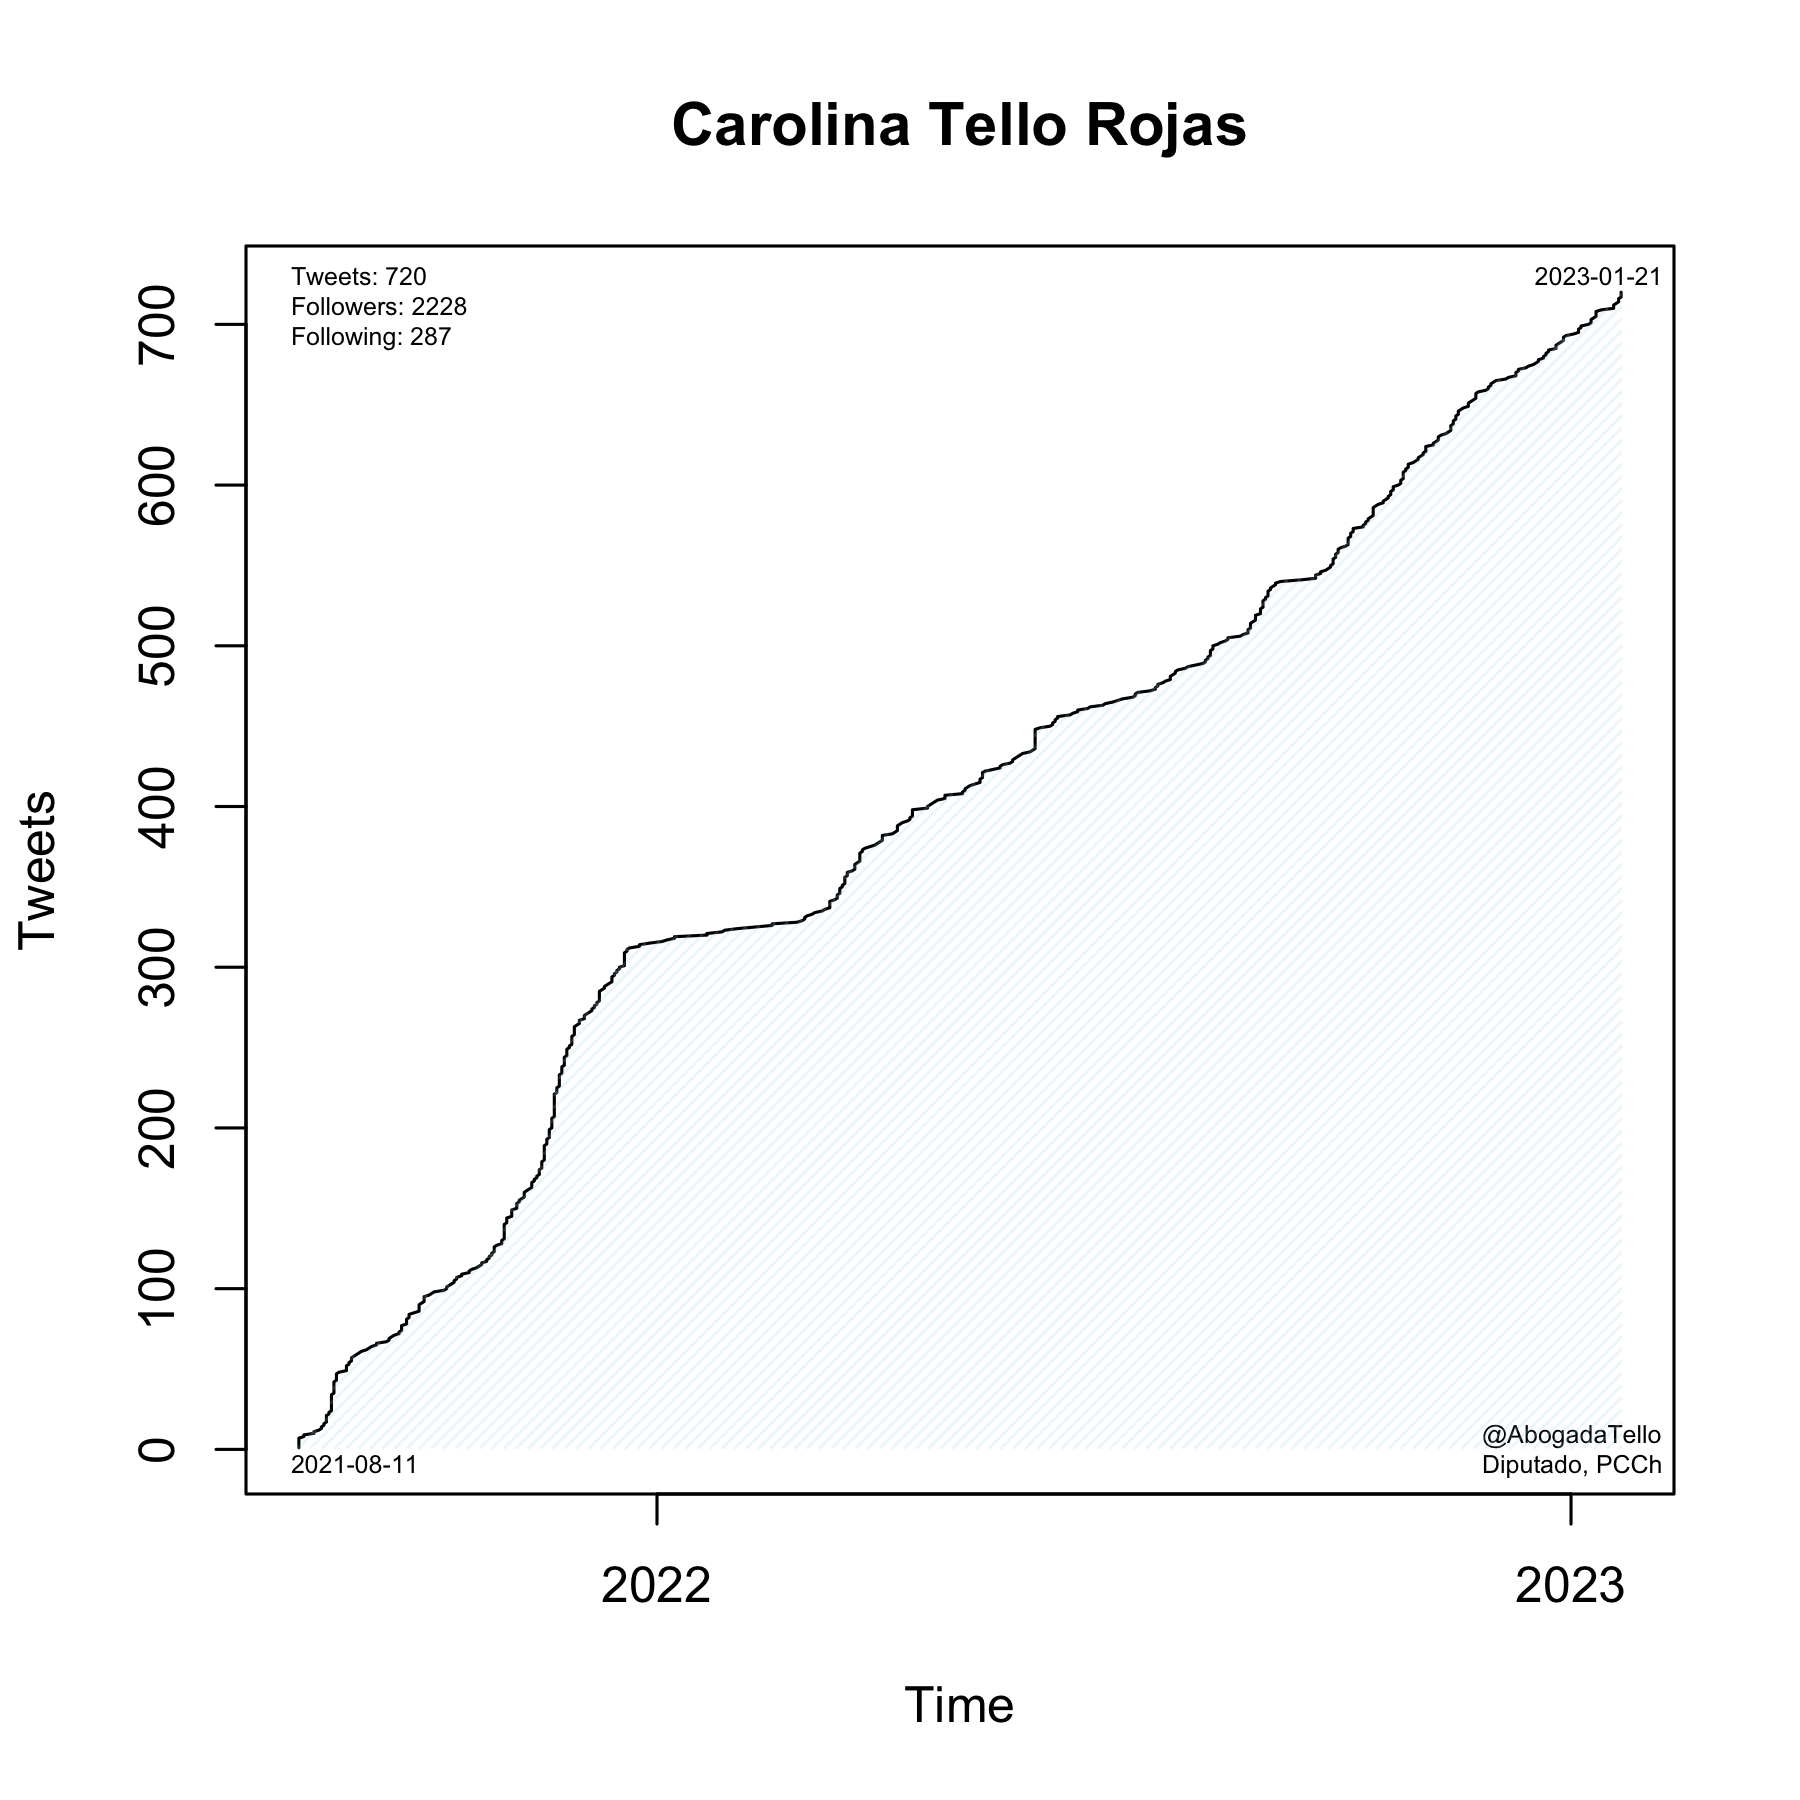 Carolina Tello Rojas
Tweets: 720
Followers: 2228
Following: 287
2023-01-21
700
600
500
400
300
200
100
0
Tweets
2021-08-11
@AbogadaTello
Diputado, PCCh
2022
2023
Time